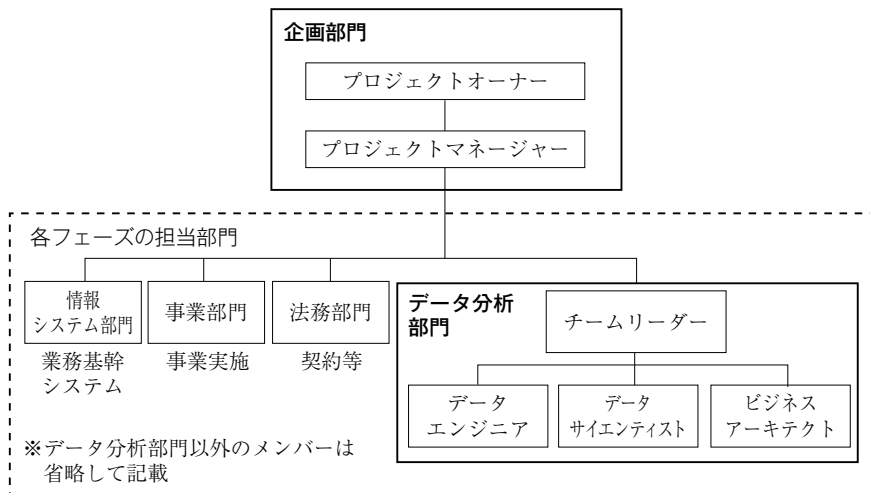 企画部門
プロジェクトオーナー
プロジェクトマネージャー
各フェーズの担当部門
情報
システム部門
業務基幹
システム
事業部門
事業実施
法務部門
契約等
データ分析
部門
チームリーダー
データ
エンジニア
データ
サイエンティスト
ビジネス
アーキテクト
※データ分析部門以外のメンバーは
省略して記載